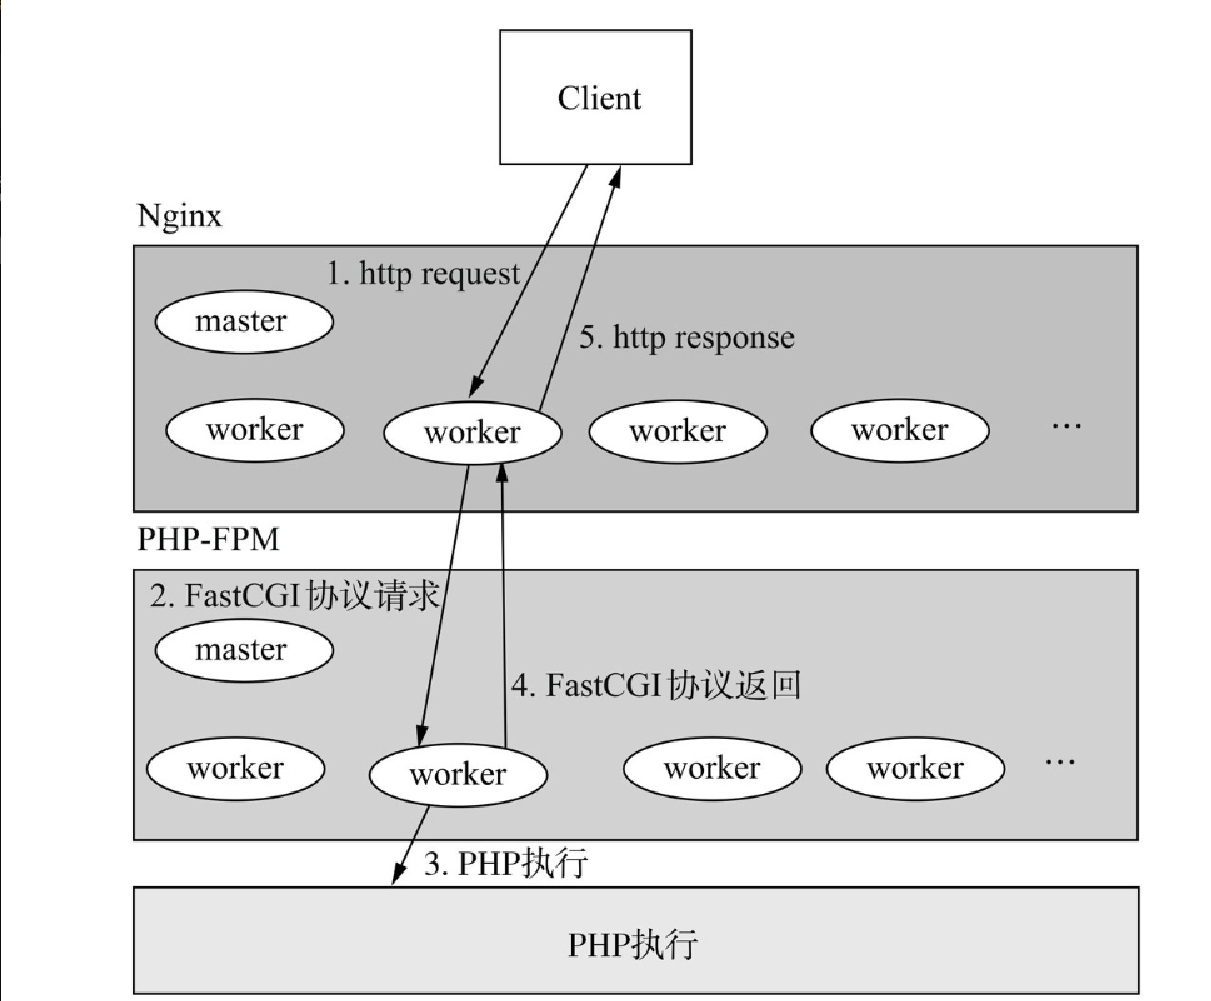 Client
Nginx
1. http request
master
5. http response
worker
worker
worker
worker
...
PHP-FPM
2. FastCGI协议请求
master
4. FastCGI协议返回
worker
worker
worker
worker
...
3. PHP执行
PHP执行